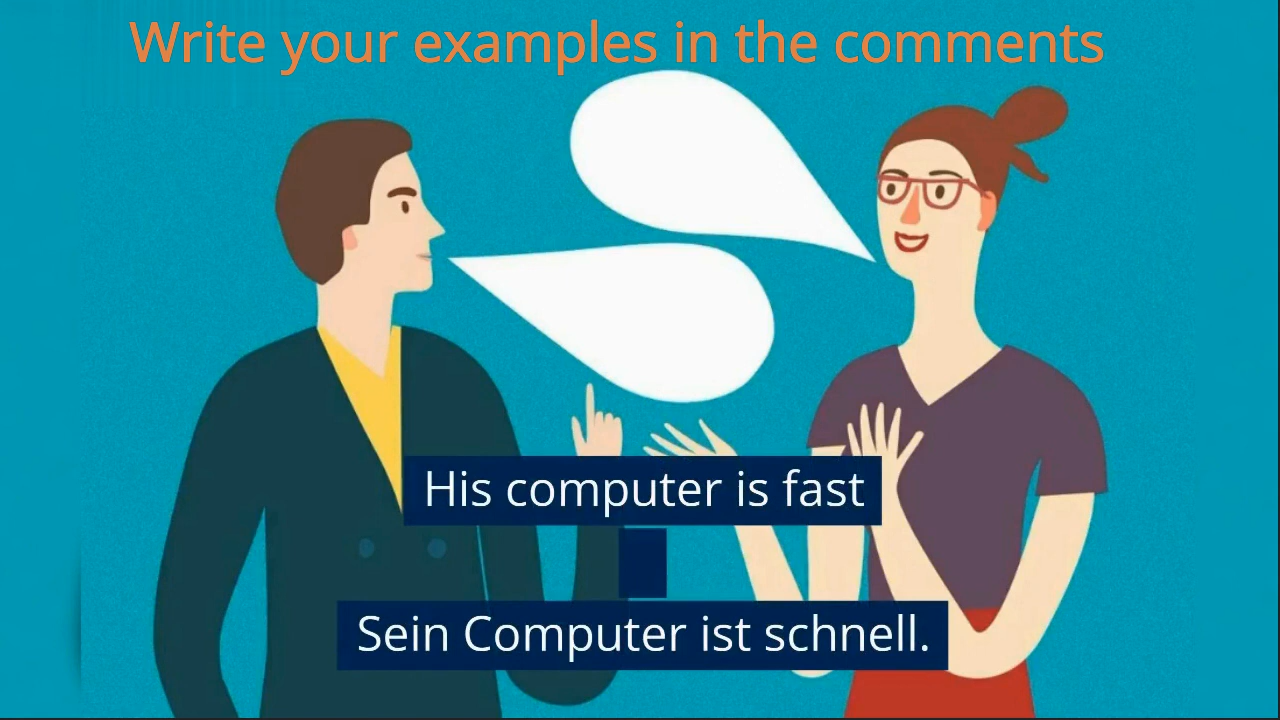 Write your examples in the comments
His computer is fast
Sein Computer ist schnell.